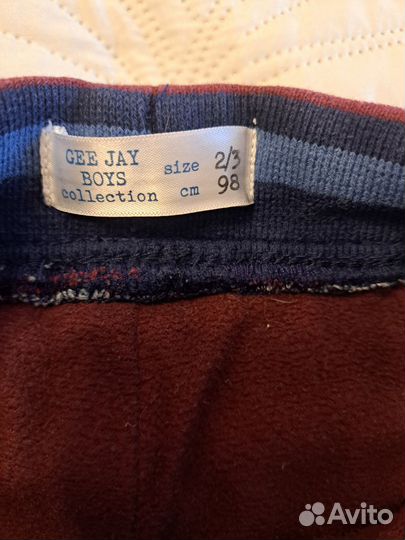 GEE JAY
BOYS
collection
size 2/3
cm 98
Avito